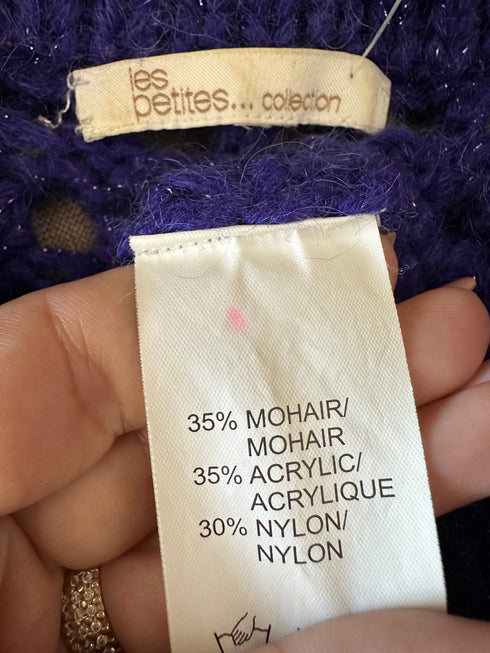 les
petites... collection
35% MOHAIR/
MOHAIR
35% ACRYLIC/
ACRYLIQUE
30% NYLON/
NYLON